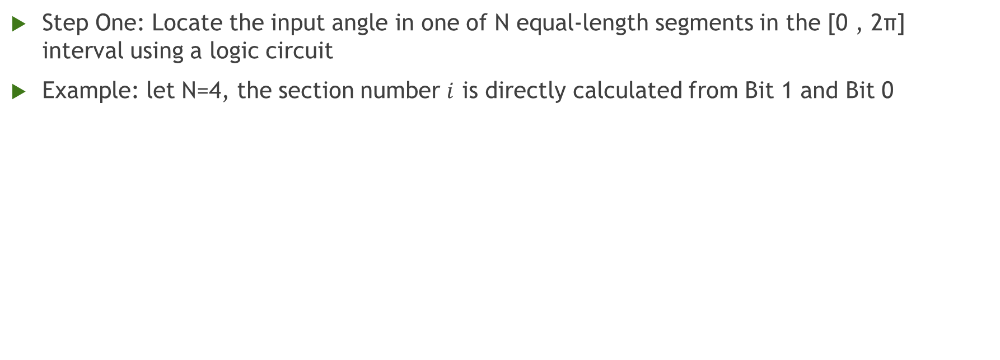 ▶ Step One: Locate the input angle in one of N equal-length segments in the [0 , 2π]
interval using a logic circuit
▶ Example: let N=4, the section number i is directly calculated from Bit 1 and Bit 0